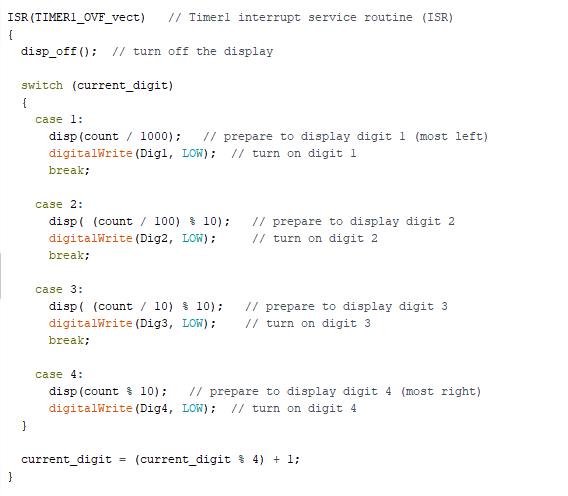 ISR(TIMER1_OVF_vect)   // Timer1 interrupt service routine (ISR)
{
  disp_off();  // turn off the display
  switch (current_digit)
  {
    case 1:
      disp(count / 1000);   // prepare to display digit 1 (most left)
      digitalWrite(Dig1, LOW);  // turn on digit 1
      break;
    case 2:
      disp( (count / 100) % 10);   // prepare to display digit 2
      digitalWrite(Dig2, LOW);     // turn on digit 2
      break;
    case 3:
      disp( (count / 10) % 10);   // prepare to display digit 3
      digitalWrite(Dig3, LOW);    // turn on digit 3
      break;
    case 4:
      disp(count % 10);   // prepare to display digit 4 (most right)
      digitalWrite(Dig4, LOW);  // turn on digit 4
  }
  current_digit = (current_digit % 4) + 1;
}